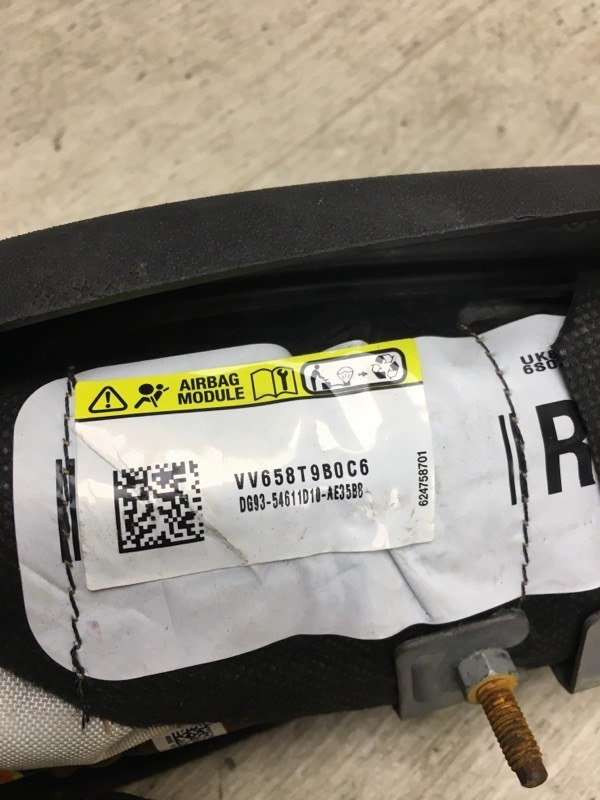 AIRBAG
MODULE
VV658T9B0C6
DG93-54611D10-AE35B8
624758701
R